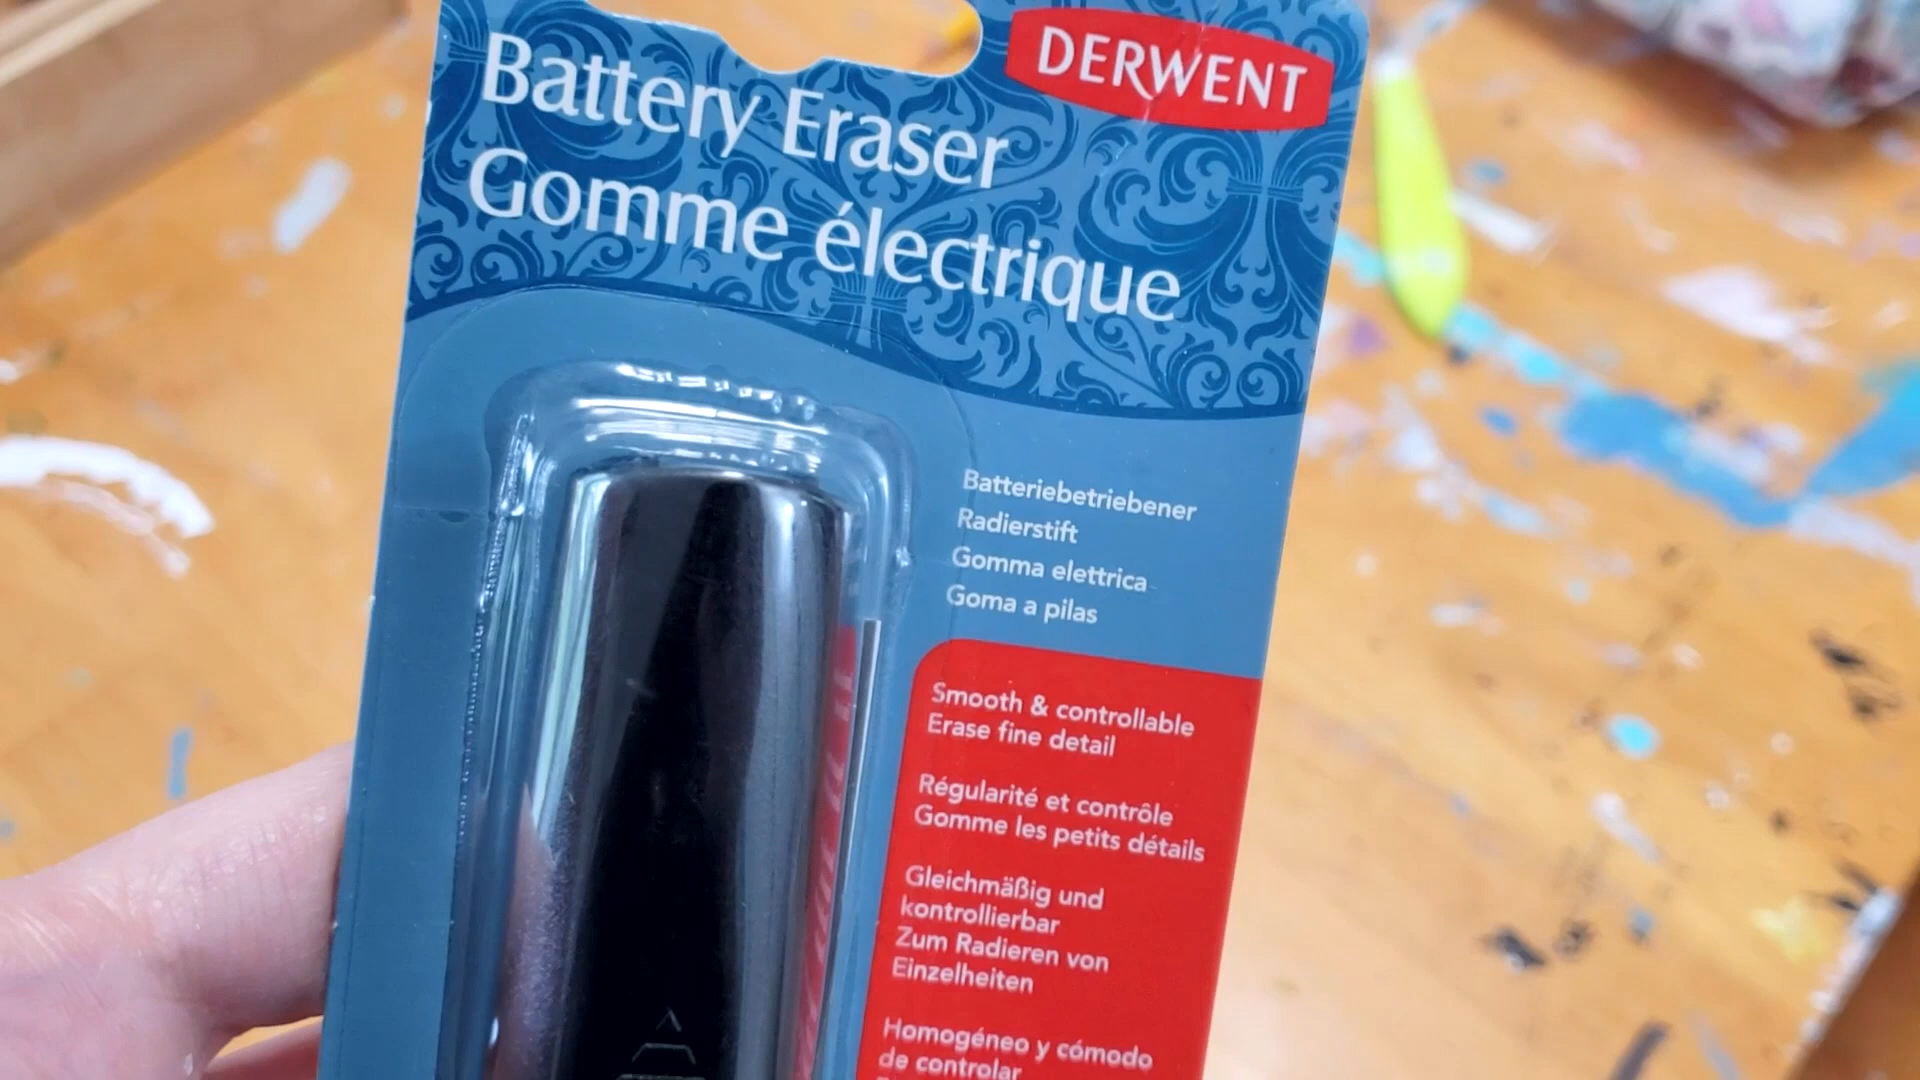 DERWENT
Battery Eraser
Gomme électrique
Batteriebetriebener
Radierstift
Gomma elettrica
Goma a pilas
Smooth & controllable
Erase fine detail
Régularité et contrôle
Gomme les petits détails
Gleichmäßig und
kontrollierbar
Zum Radieren von
Einzelheiten
Homogéneo y cómodo
de controlar